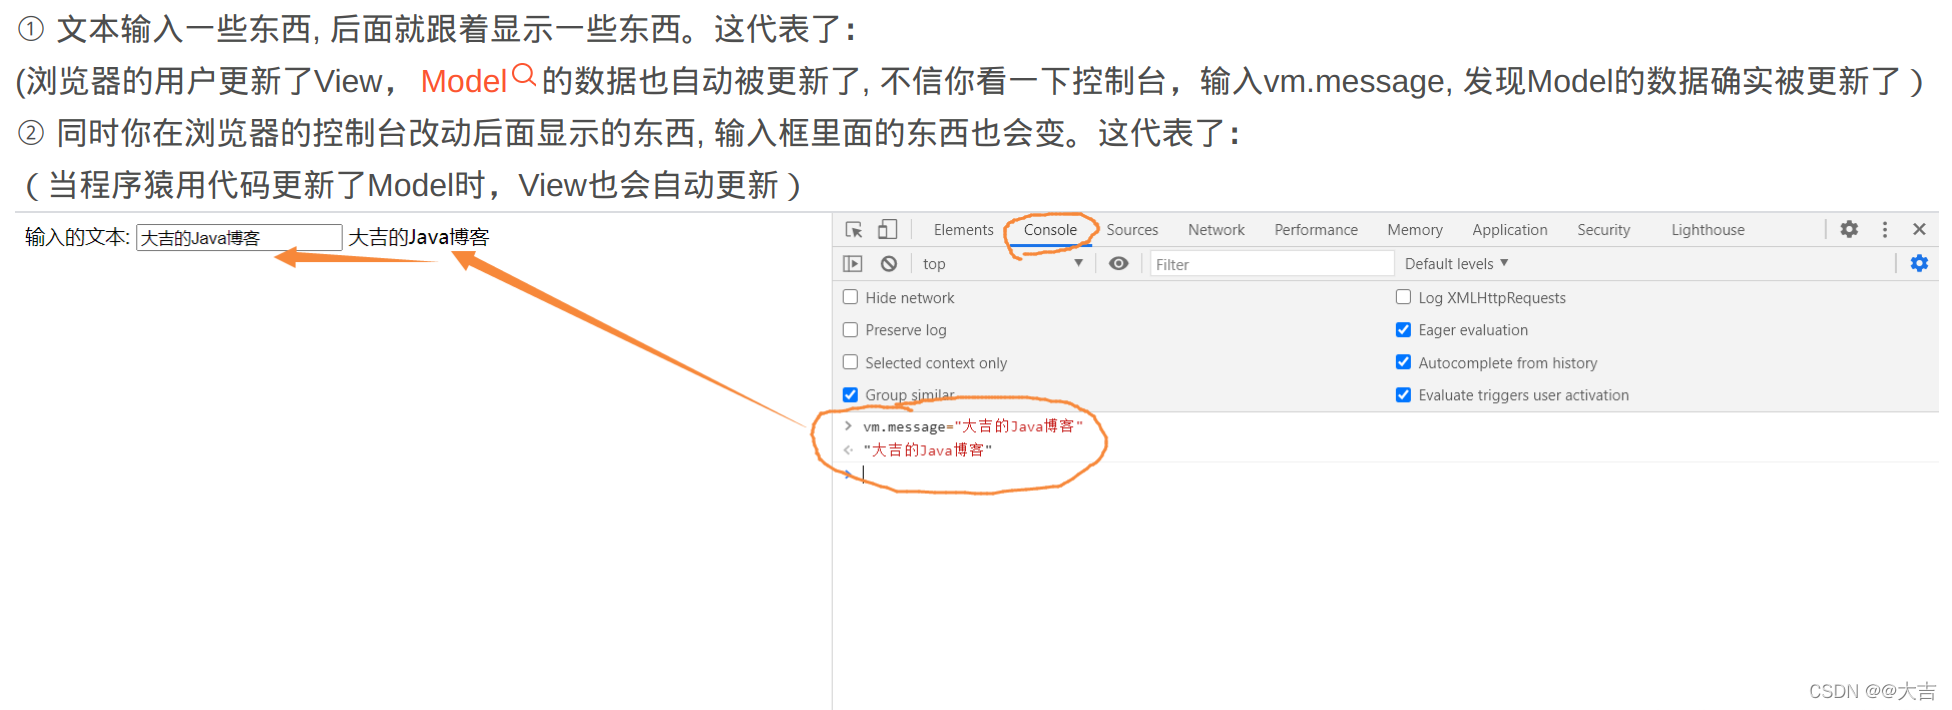 ① 文本输入一些东西, 后面就跟着显示一些东西。这代表了：
(浏览器的用户更新了View， Model的数据也自动被更新了, 不信你看一下控制台，输入vm.message, 发现Model的数据确实被更新了）
② 同时你在浏览器的控制台改动后面显示的东西, 输入框里面的东西也会变。这代表了：
（当程序猿用代码更新了Model时，View也会自动更新）
输入的文本: 大吉的Java博客 大吉的Java博客
Elements Console Sources Network Performance Memory Application Security Lighthouse
top Filter Default levels
Hide network Log XMLHttpRequests
Preserve log Eager evaluation
Selected context only Autocomplete from history
Group similar Evaluate triggers user activation
vm.message="大吉的Java博客"
"大吉的Java博客"
CSDN @@大吉